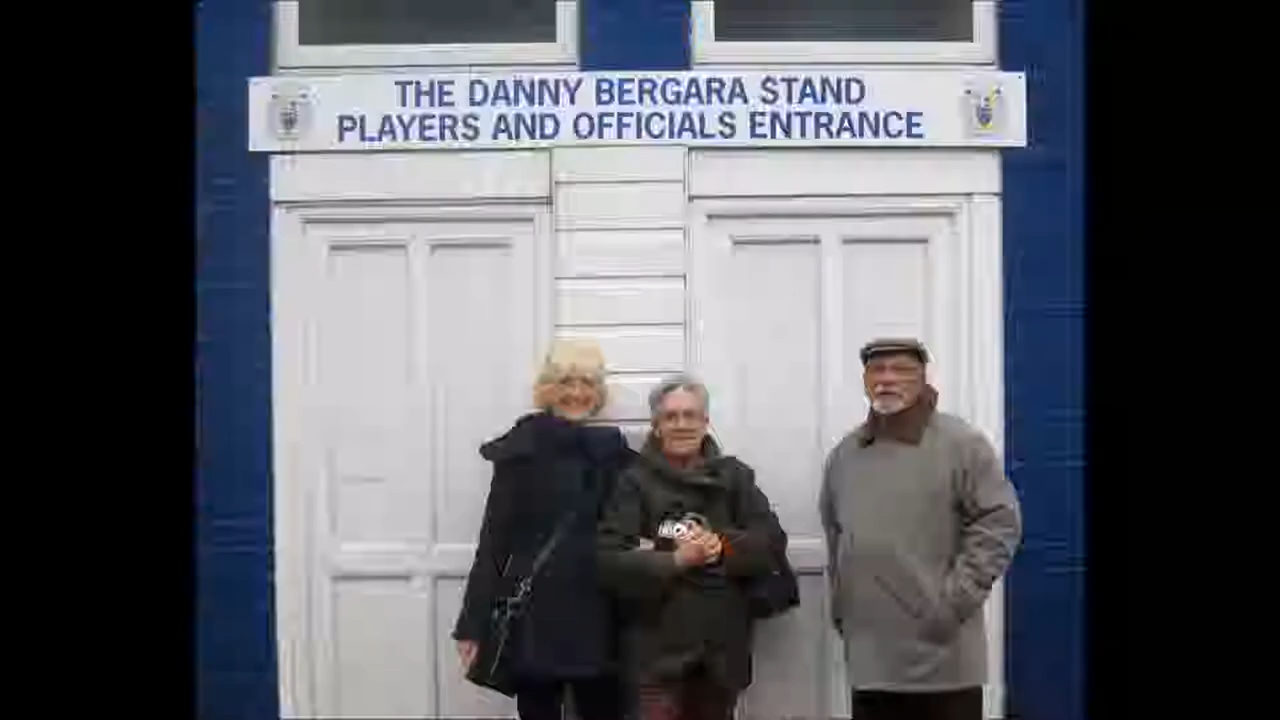 THE DANNY BERGARA STAND
PLAYERS AND OFFICIALS ENTRANCE